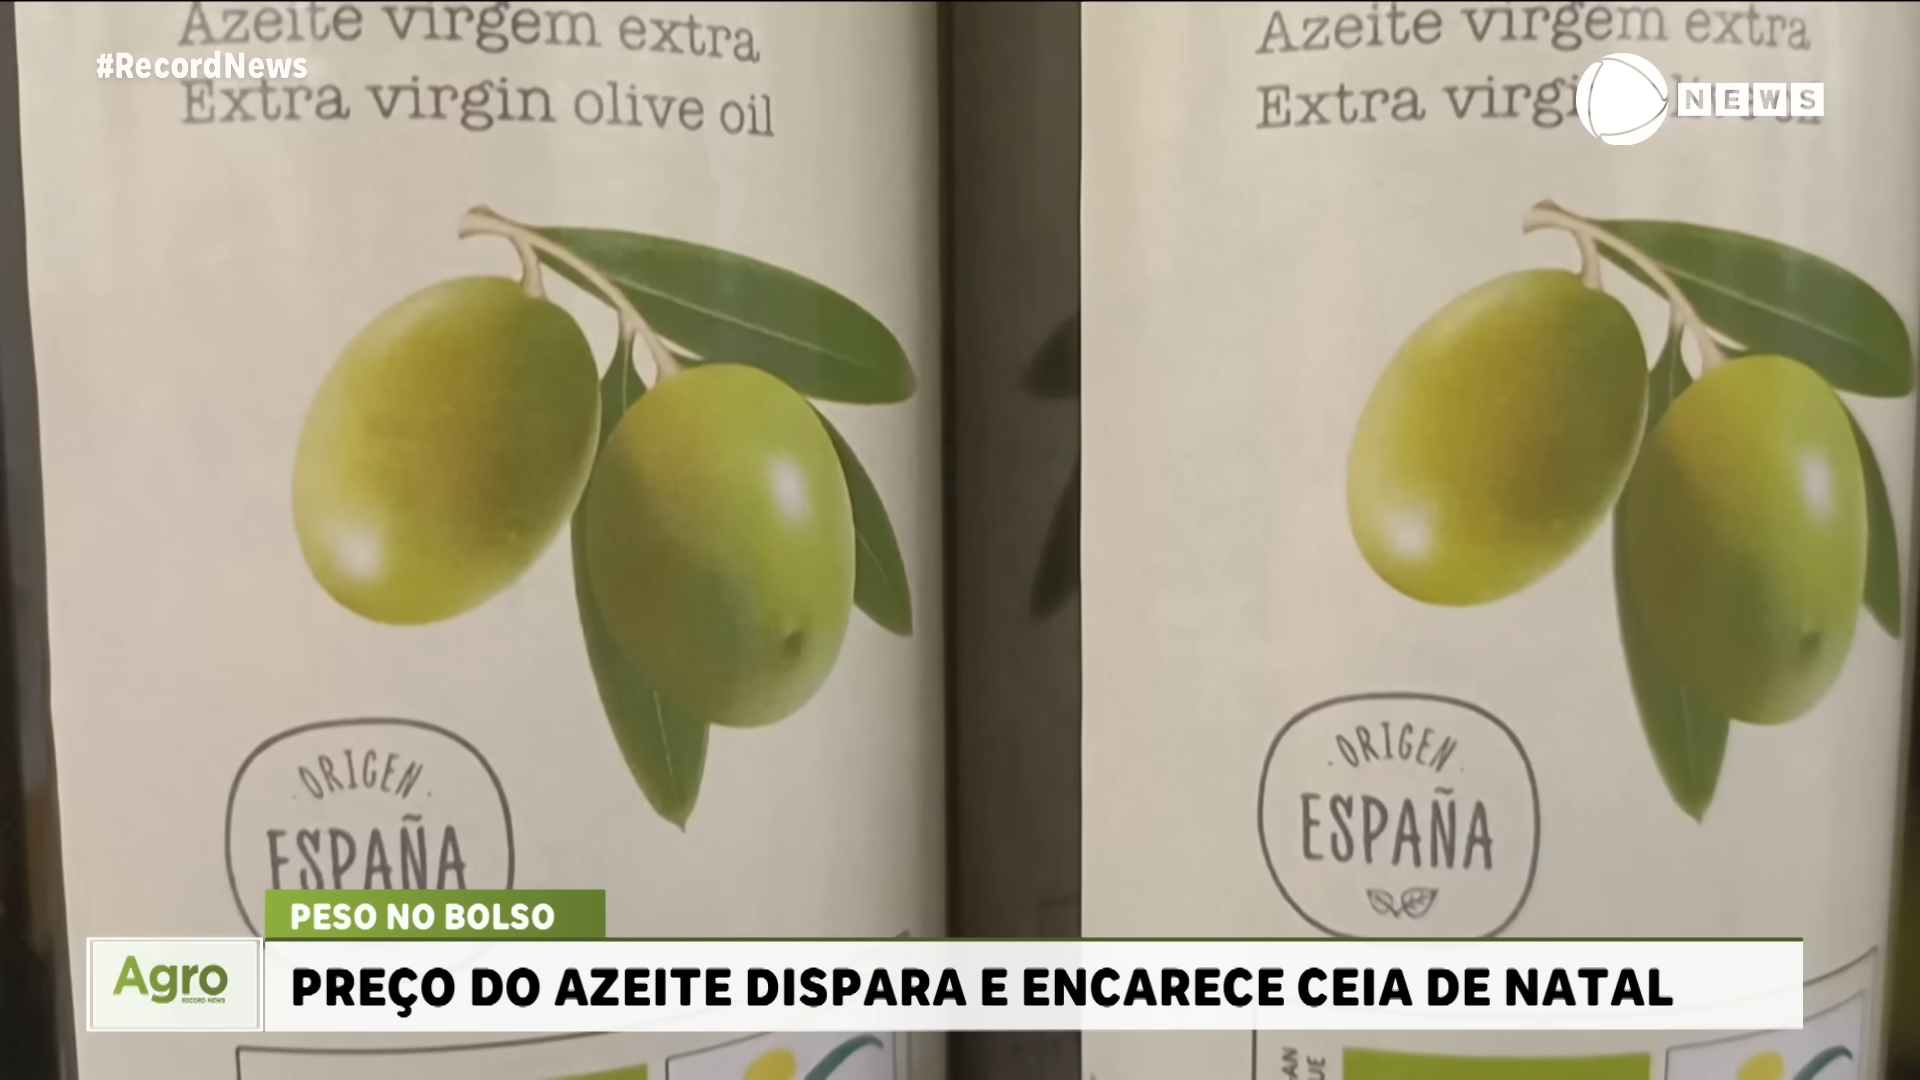 Azeite virgem extra
Extra virgin olive oil
#RecordNews
Azeite virgem extra
Extra virgin
NEWS
ORIGEN
ESPAÑA
ORIGEN
ESPAÑA
PESO NO BOLSO
Agro
RECORD NEWS
PREÇO DO AZEITE DISPARA E ENCARECE CEIA DE NATAL